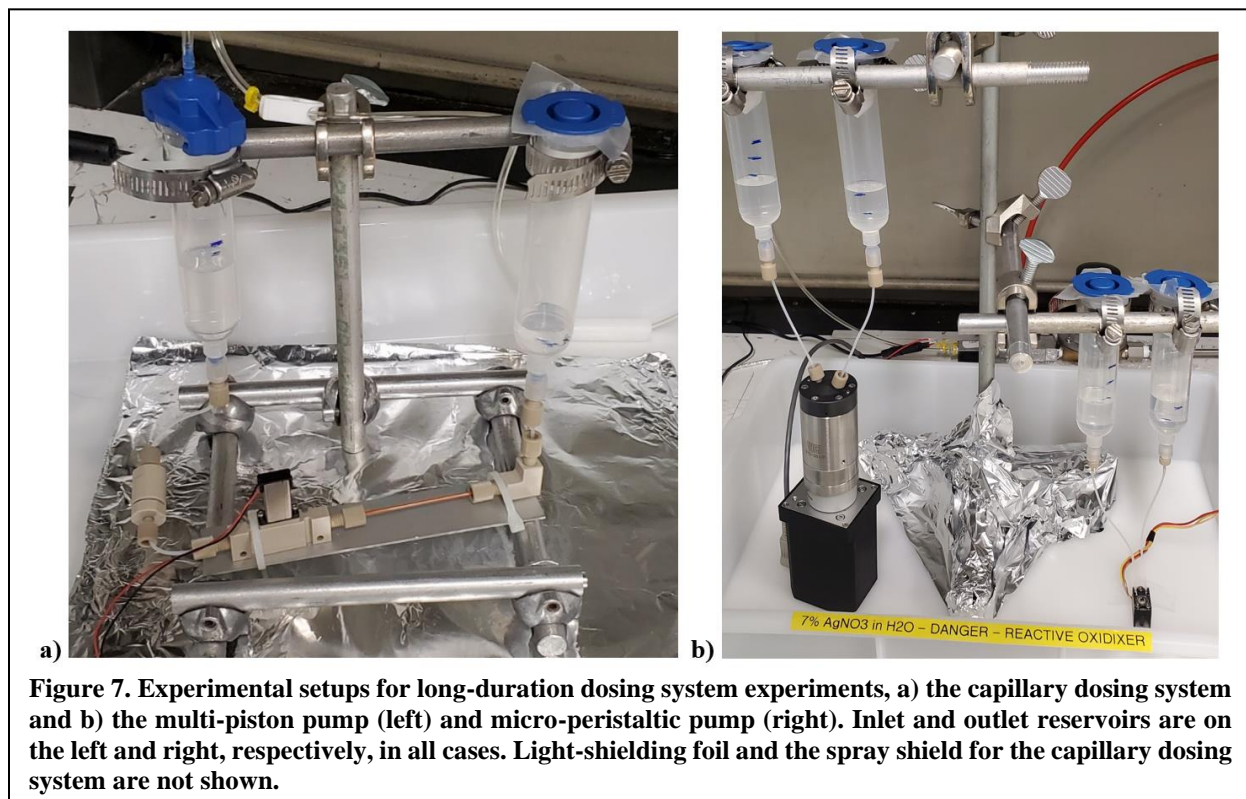 a)
b)
7% AgNO3 in H2O – DANGER – REACTIVE OXIDIXER
Figure 7. Experimental setups for long-duration dosing system experiments, a) the capillary dosing system
and b) the multi-piston pump (left) and micro-peristaltic pump (right). Inlet and outlet reservoirs are on
the left and right, respectively, in all cases. Light-shielding foil and the spray shield for the capillary dosing
system are not shown.